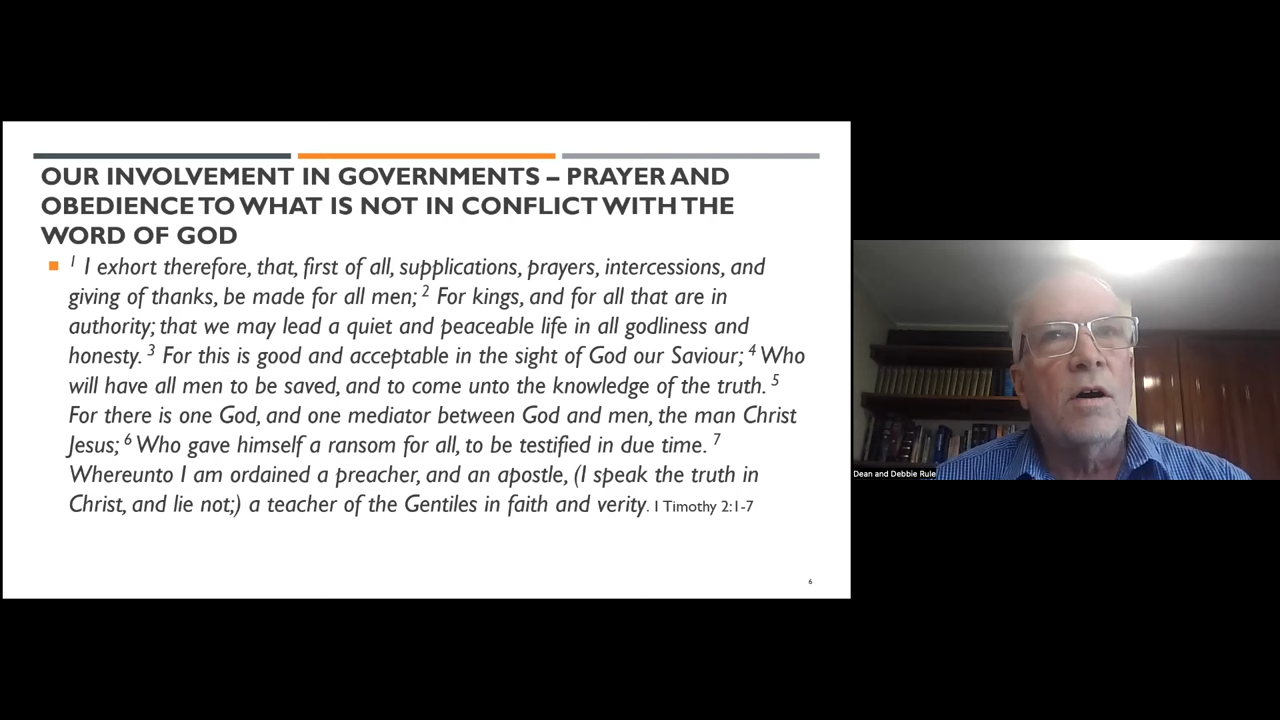 OUR INVOLVEMENT IN GOVERNMENTS – PRAYER AND
OBEDIENCE TO WHAT IS NOT IN CONFLICT WITH THE
WORD OF GOD
1 I exhort therefore, that, first of all, supplications, prayers, intercessions, and
giving of thanks, be made for all men; 2 For kings, and for all that are in
authority; that we may lead a quiet and peaceable life in all godliness and
honesty. 3 For this is good and acceptable in the sight of God our Saviour; 4 Who
will have all men to be saved, and to come unto the knowledge of the truth. 5
For there is one God, and one mediator between God and men, the man Christ
Jesus; 6 Who gave himself a ransom for all, to be testified in due time. 7
Whereunto I am ordained a preacher, and an apostle, (I speak the truth in
Christ, and lie not;) a teacher of the Gentiles in faith and verity. I Timothy 2:1-7
6
Dean and Debbie Rule